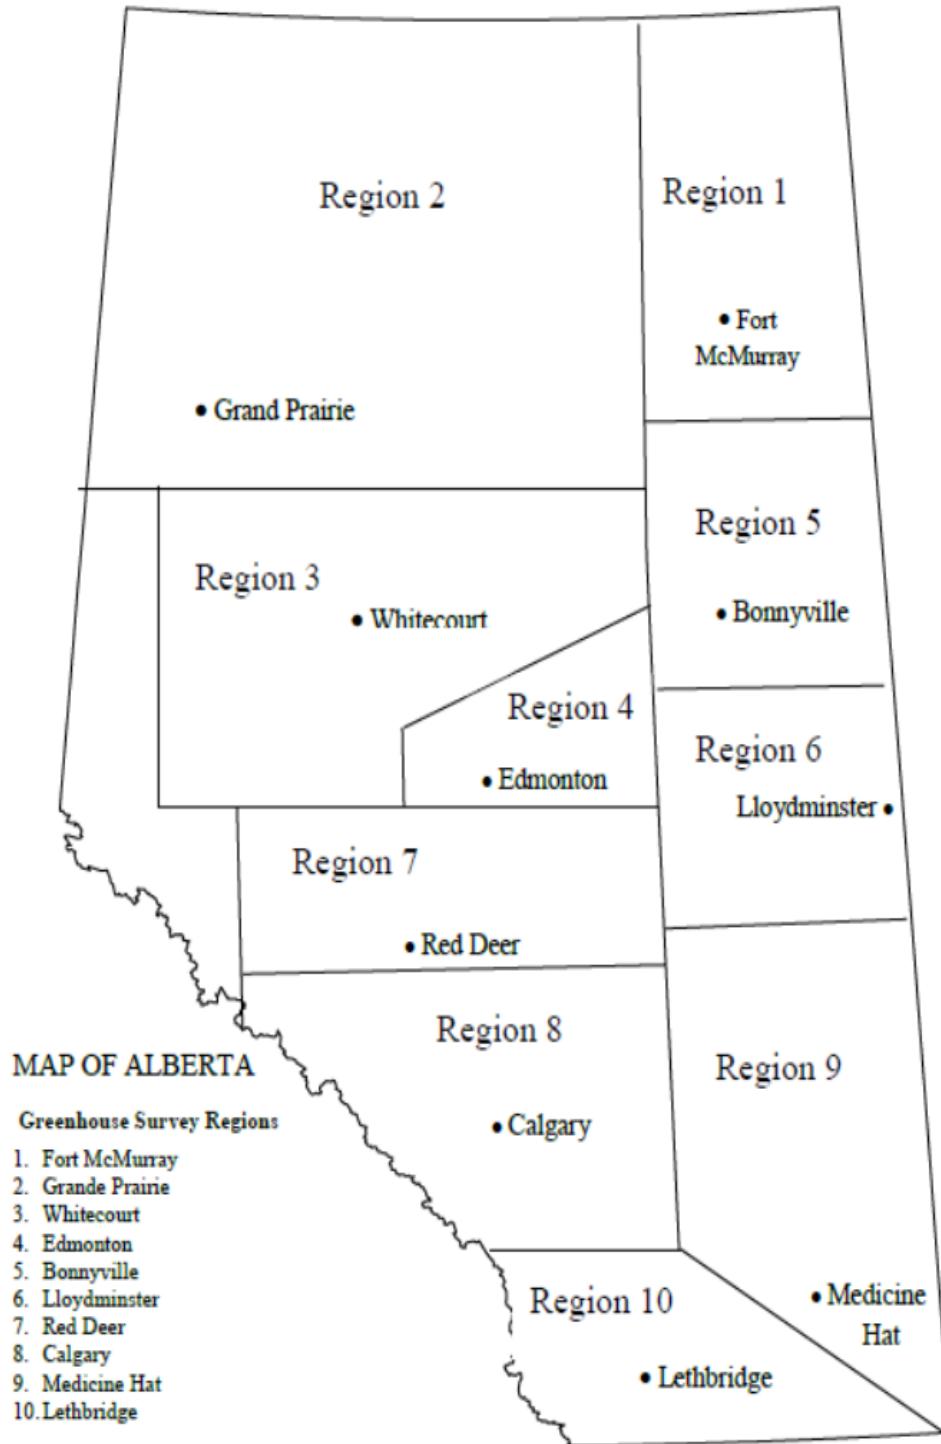 Region 2
Region 1
• Fort
McMurray
• Grand Prairie
Region 5
Region 3
• Whitecourt
• Bonnyville
Region 4
Region 6
• Edmonton
Lloydminster •
Region 7
• Red Deer
Region 8
MAP OF ALBERTA
Region 9
Greenhouse Survey Regions
• Calgary
1. Fort McMurray
2. Grande Prairie
3. Whitecourt
4. Edmonton
5. Bonnyville
6. Lloydminster
7. Red Deer
8. Calgary
9. Medicine Hat
10. Lethbridge
Region 10
• Medicine
Hat
• Lethbridge